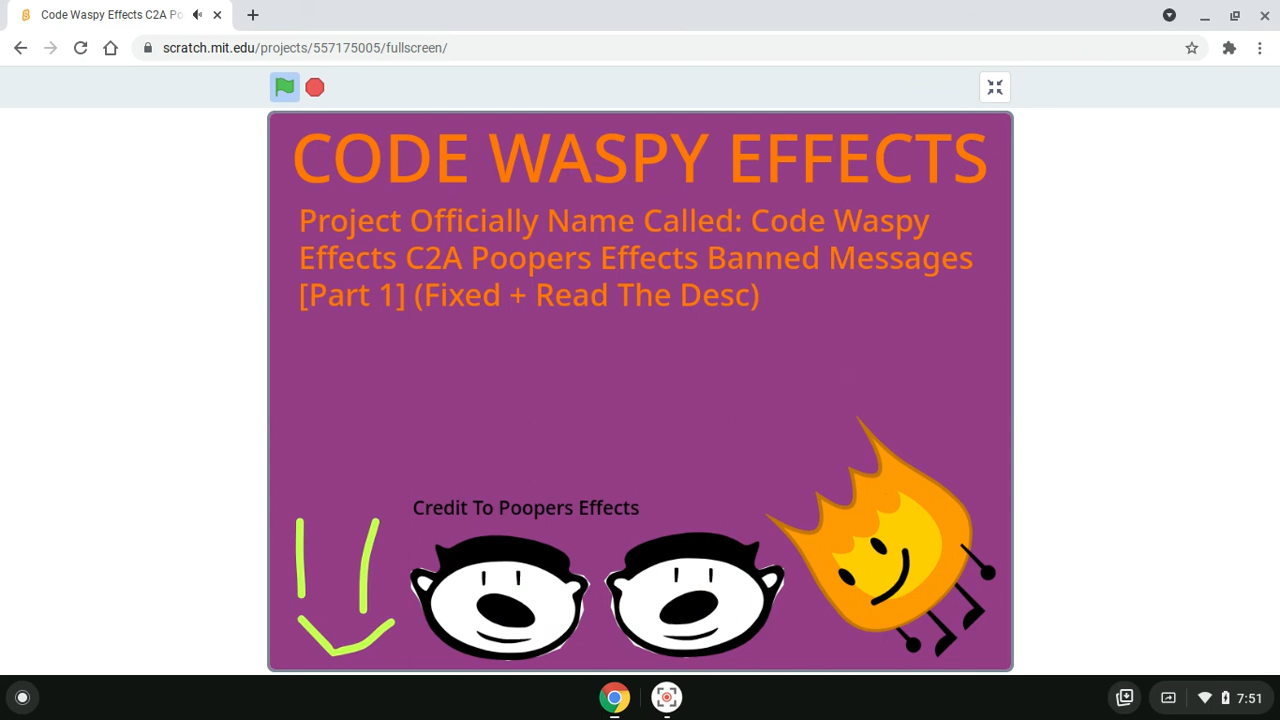 Code Waspy Effects C2A Po
scratch.mit.edu/projects/557175005/fullscreen/
CODE WASPY EFFECTS
Project Officially Name Called: Code Waspy
Effects C2A Poopers Effects Banned Messages
[Part 1] (Fixed + Read The Desc)
Credit To Poopers Effects
7:51